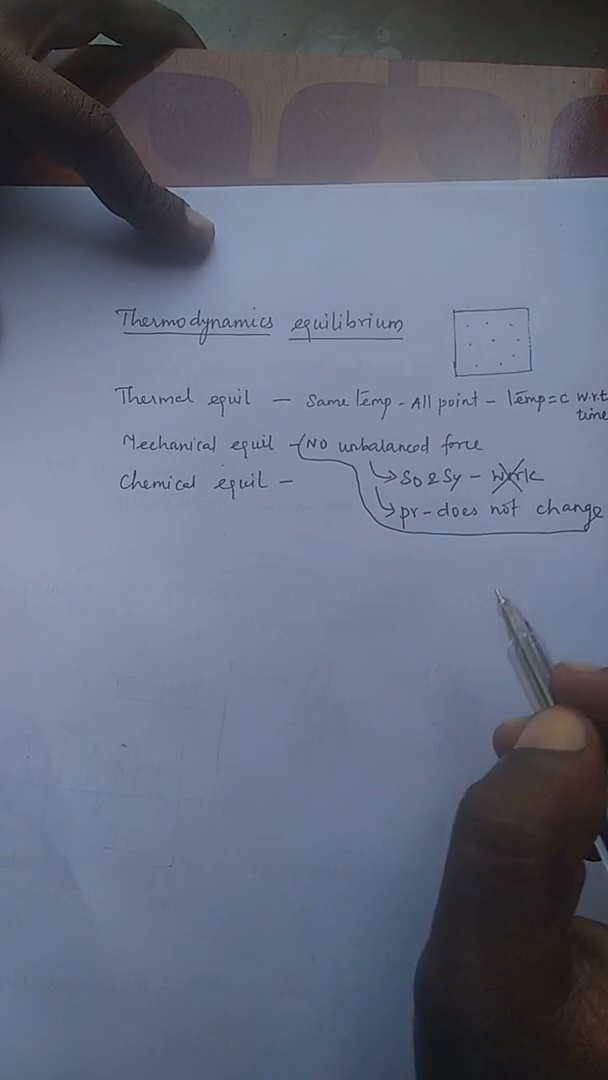 Thermodynamics equilibrium
Thermal equil - Same Temp - All point - Temp = c w.r.t time
Mechanical equil - (No unbalanced force
→ So & Sy - work
Chemical equil -
→ pr - does not change